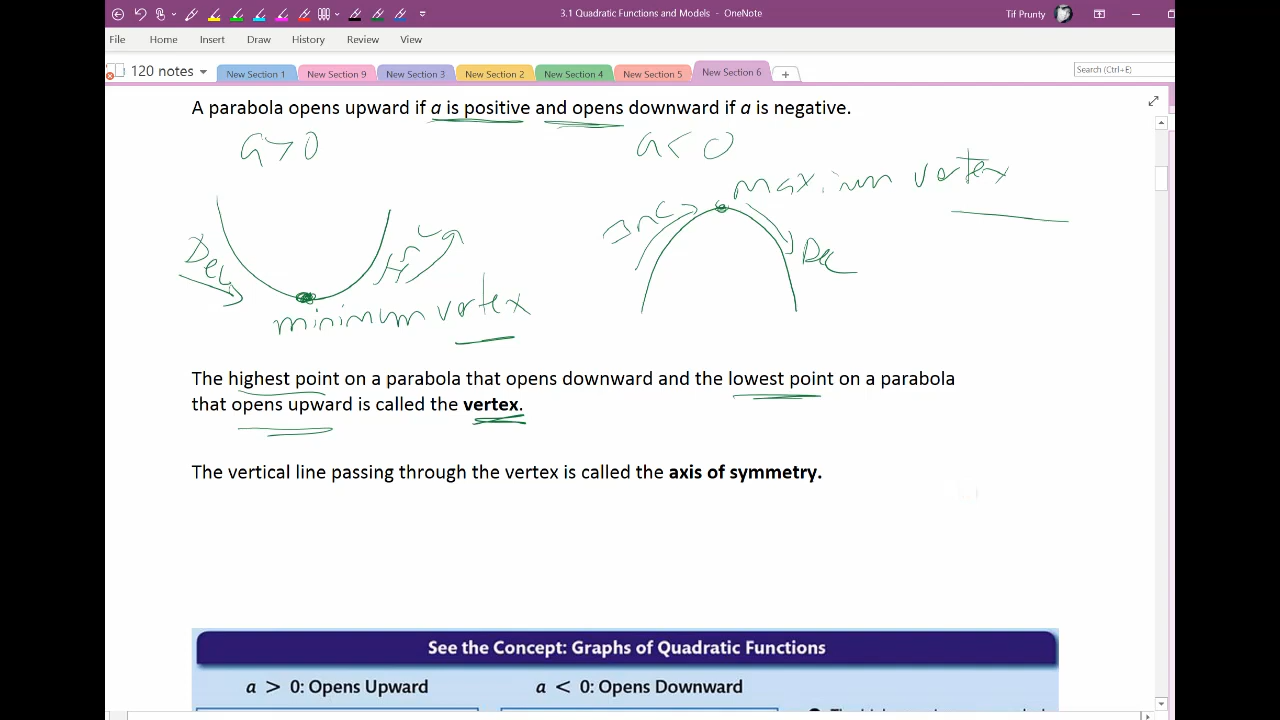 3.1 Quadratic Functions and Models - OneNote
Tif Prunty
File Home Insert Draw History Review View
120 notes New Section 1 New Section 9 New Section 3 New Section 2 New Section 4 New Section 5 New Section 6
Search (Ctrl+E)
A parabola opens upward if a is positive and opens downward if a is negative.
a > 0 a < 0
maximum vertex
Inc
Dec Inc Dec
minimum vertex
The highest point on a parabola that opens downward and the lowest point on a parabola
that opens upward is called the vertex.
The vertical line passing through the vertex is called the axis of symmetry.
See the Concept: Graphs of Quadratic Functions
a > 0: Opens Upward a < 0: Opens Downward